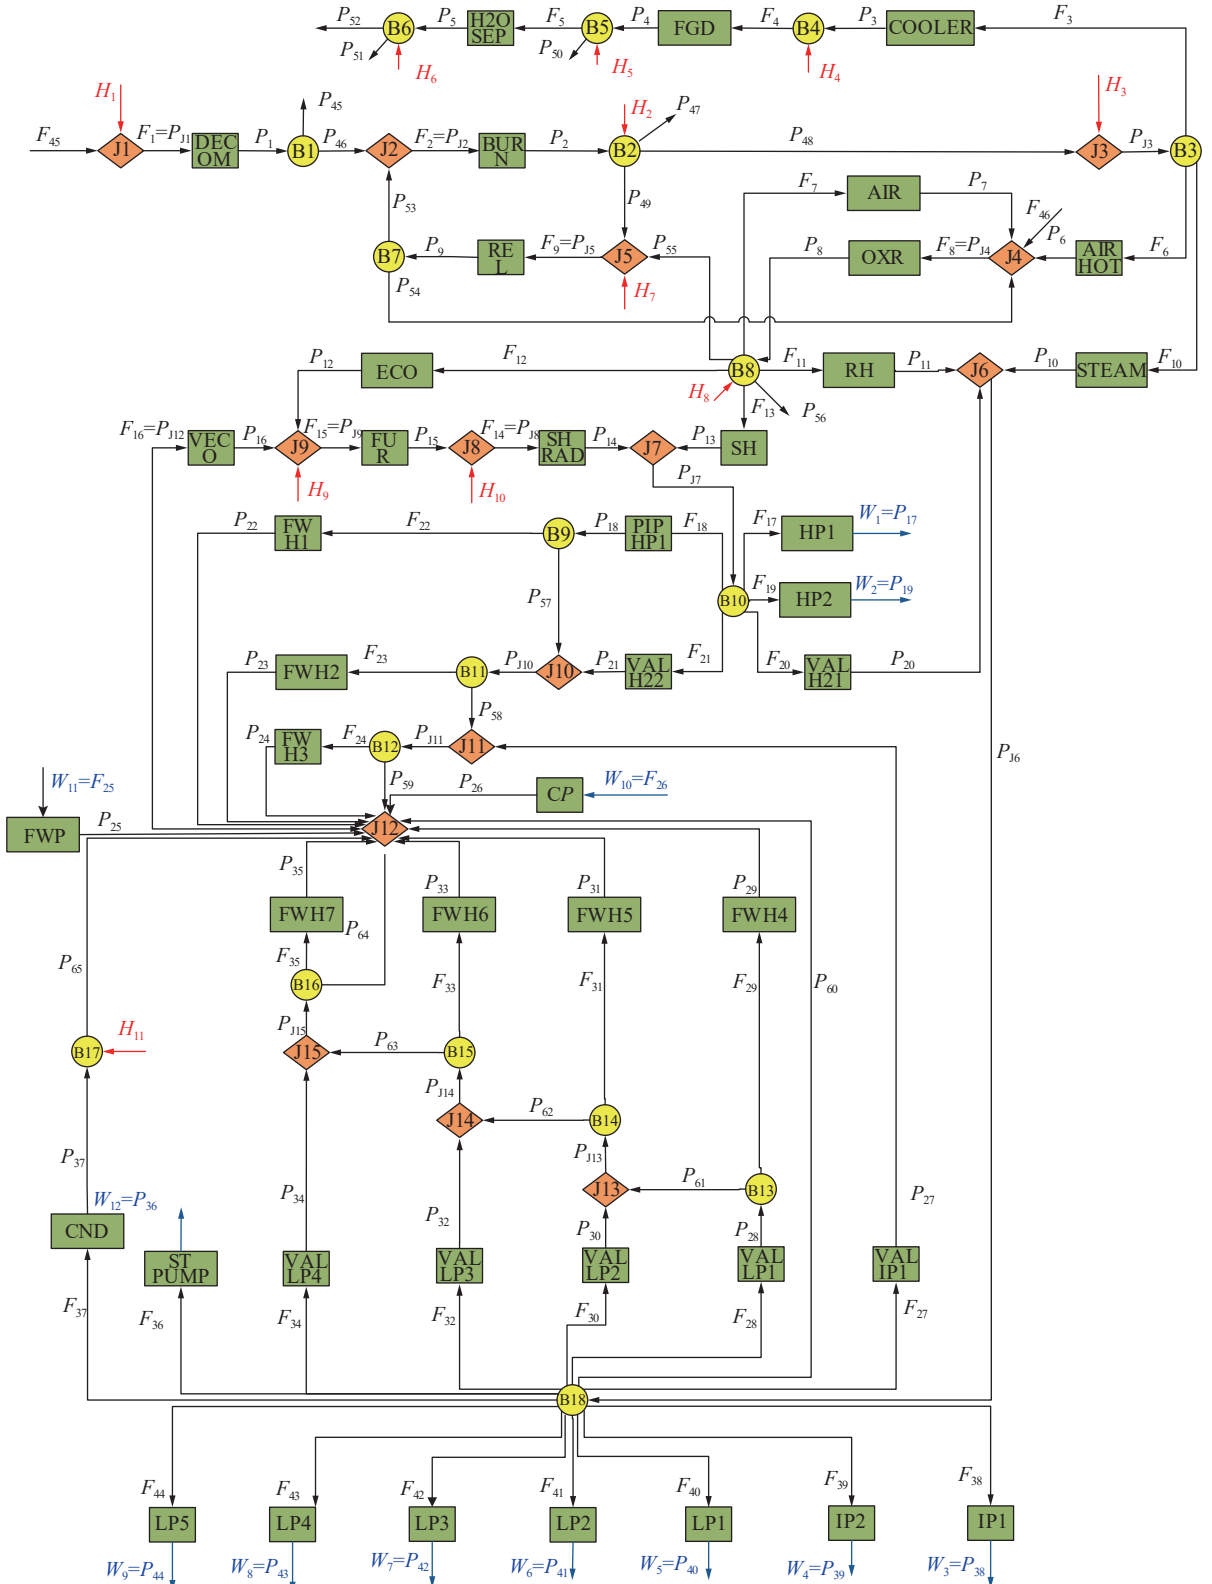 P52 B6 P5 H2O SEP F5 B5 P4 FGD F4 B4 P3 COOLER F3
P51 H6 P50 H5 H4
H1 P45 H2 P47 H3
F45 J1 F1=PJ1 DEC OM P1 B1 P46 J2 F2=PJ2 BUR N P2 B2 P48 J3 PJ3 B3
P53 P49 F7 AIR P7 F46
B7 P9 RE L F9=PJ5 J5 P55 P8 OXR F8=PJ4 J4 P6 AIR HOT F6
P54 H7
P12 ECO F12 B8 F11 RH P11 J6 P10 STEAM F10
H8 F13 P56
F16=PJ12 VEC O P16 J9 F15=PJ9 FU R P15 J8 F14=PJ8 SH RAD P14 J7 P13 SH
H9 H10 PJ7
P22 FW H1 F22 B9 P18 PIP HP1 F18 F17 HP1 W1=P17
P57 B10 F19 HP2 W2=P19
P23 FWH2 F23 B11 PJ10 J10 P21 VAL H22 F21 F20 VAL H21 P20
P58
P24 FW H3 F24 B12 PJ11 J11 PJ6
W11=F25 P59 P26 CP W10=F26
FWP P25 J12
P35 P33 P31 P29
FWH7 P64 FWH6 FWH5 FWH4
P65 F35 B16 F33 F31 F29 P60
B17 H11 PJ15 J15 P63 B15
PJ14 J14 P62 B14
P37 PJ13 J13 P61 B13
W12=P36 P34 P32 P30 P28 P27
CND ST PUMP VAL LP4 VAL LP3 VAL LP2 VAL LP1 VAL IP1
F37 F36 F34 F32 F30 F28 F27
B18
F44 F43 F42 F41 F40 F39 F38
LP5 LP4 LP3 LP2 LP1 IP2 IP1
W9=P44 W8=P43 W7=P42 W6=P41 W5=P40 W4=P39 W3=P38